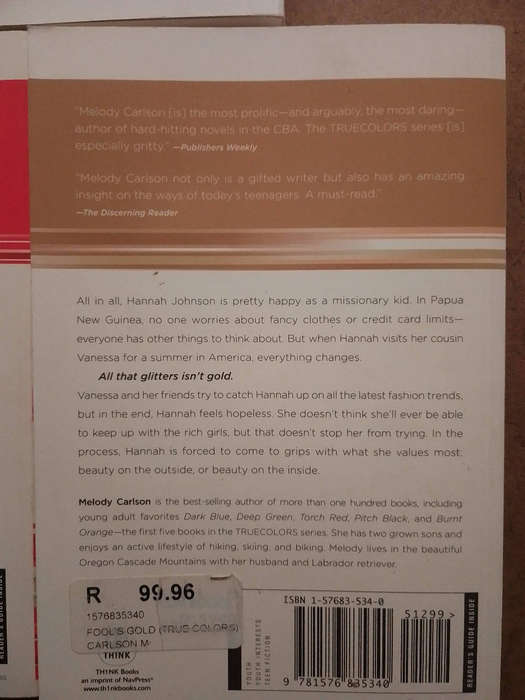 "Melody Carlson [is] the most prolific—and arguably, the most daring—
author of hard-hitting novels in the CBA. The TRUECOLORS series [is]
especially gritty." —Publishers Weekly
"Melody Carlson not only is a gifted writer but also has an amazing
insight on the ways of today's teenagers. A must-read."
—The Discerning Reader
All in all, Hannah Johnson is pretty happy as a missionary kid. In Papua
New Guinea, no one worries about fancy clothes or credit card limits—
everyone has other things to think about. But when Hannah visits her cousin
Vanessa for a summer in America, everything changes.
All that glitters isn't gold.
Vanessa and her friends try to catch Hannah up on all the latest fashion trends,
but in the end, Hannah feels hopeless. She doesn't think she'll ever be able
to keep up with the rich girls, but that doesn't stop her from trying. In the
process, Hannah is forced to come to grips with what she values most:
beauty on the outside, or beauty on the inside.
Melody Carlson is the best-selling author of more than one hundred books, including
young adult favorites Dark Blue, Deep Green, Torch Red, Pitch Black, and Burnt
Orange—the first five books in the TRUECOLORS series. She has two grown sons and
enjoys an active lifestyle of hiking, skiing, and biking. Melody lives in the beautiful
Oregon Cascade Mountains with her husband and Labrador retriever.
R 99.96
1576835340
FOOL'S GOLD (TRUE COLORS)
CARLSON M
THINK
TH1NK Books
an imprint of NavPress®
www.th1nkbooks.com
YOUTH
YOUTH INTERESTS
TEEN FICTION
ISBN 1-57683-534-0
51299>
9 781576 835340
READER'S GUIDE INSIDE
READER'S GUIDE INSIDE